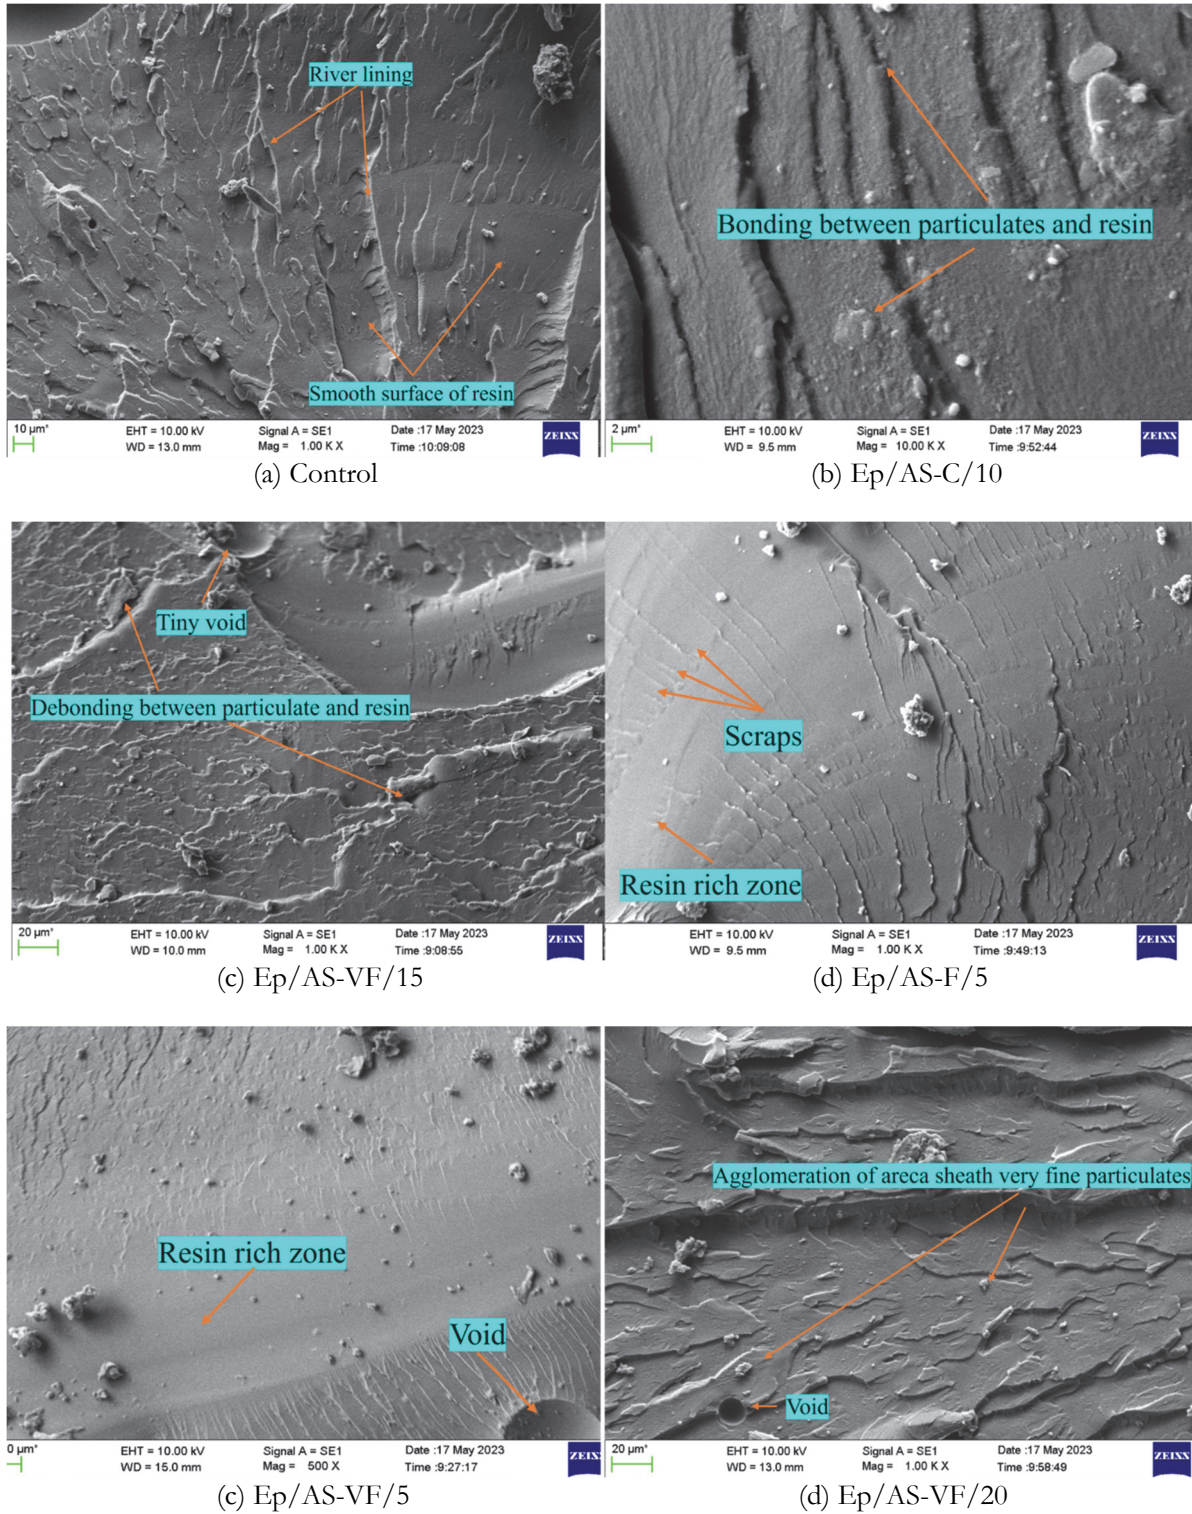 River lining
Smooth surface of resin
10 µm*
EHT = 10.00 kV
WD = 13.0 mm
Signal A = SE1
Mag = 1.00 K X
Date :17 May 2023
Time :10:09:08
ZEISS
(a) Control
Bonding between particulates and resin
2 µm*
EHT = 10.00 kV
WD = 9.5 mm
Signal A = SE1
Mag = 10.00 K X
Date :17 May 2023
Time :9:52:44
ZEISS
(b) Ep/AS-C/10
Tiny void
Debonding between particulate and resin
20 µm*
EHT = 10.00 kV
WD = 10.0 mm
Signal A = SE1
Mag = 1.00 K X
Date :17 May 2023
Time :9:08:55
ZEISS
(c) Ep/AS-VF/15
Scraps
Resin rich zone
EHT = 10.00 kV
WD = 9.5 mm
Signal A = SE1
Mag = 1.00 K X
Date :17 May 2023
Time :9:49:13
ZEISS
(d) Ep/AS-F/5
Resin rich zone
Void
0 µm*
EHT = 10.00 kV
WD = 15.0 mm
Signal A = SE1
Mag = 500 X
Date :17 May 2023
Time :9:27:17
ZEIS
(c) Ep/AS-VF/5
Agglomeration of areca sheath very fine particulates
Void
20 µm*
EHT = 10.00 kV
WD = 13.0 mm
Signal A = SE1
Mag = 1.00 K X
Date :17 May 2023
Time :9:58:49
ZEISS
(d) Ep/AS-VF/20